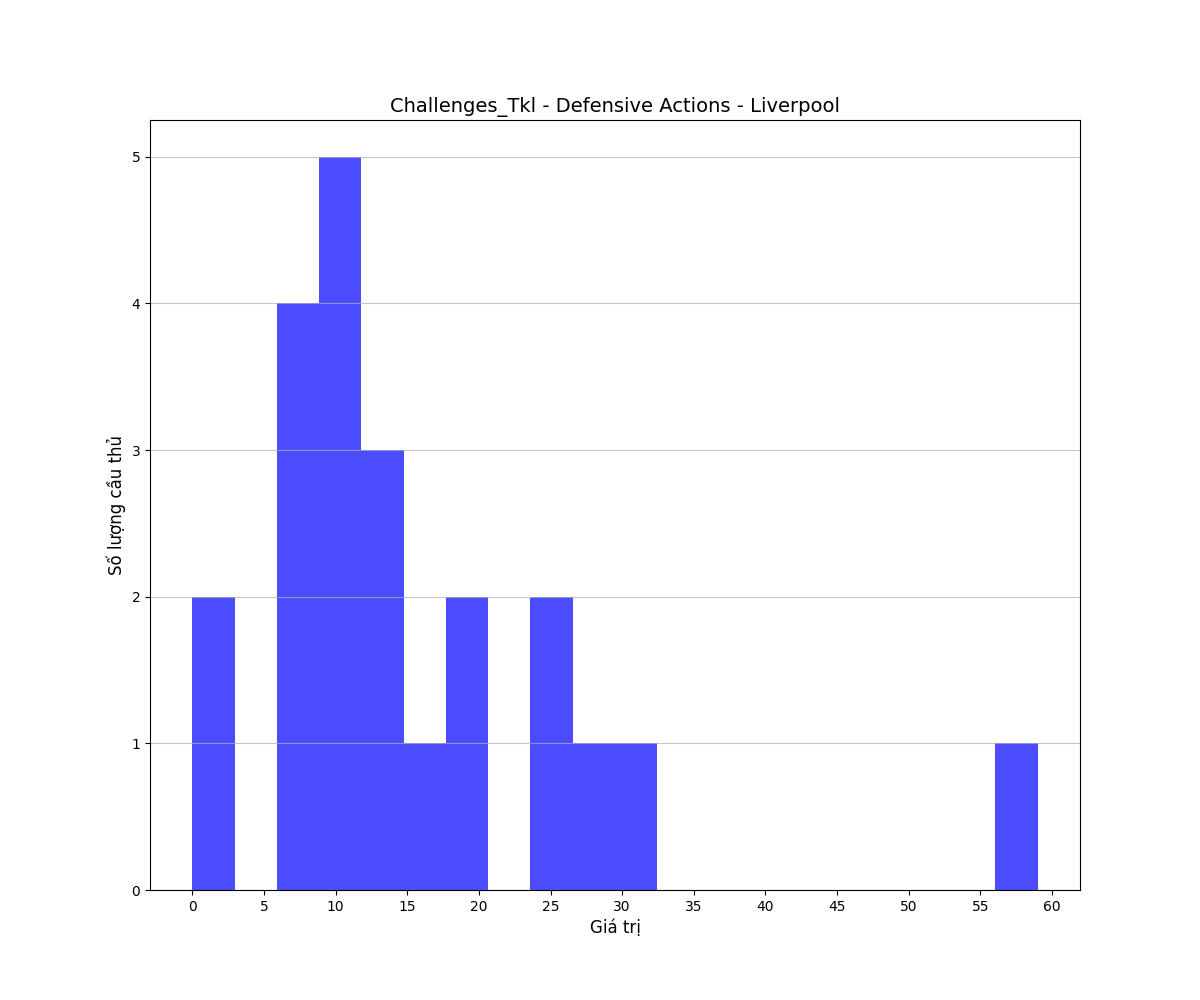 Challenges_Tkl - Defensive Actions - Liverpool
5
4
3
2
1
0
Số lượng cầu thủ
0 5 10 15 20 25 30 35 40 45 50 55 60
Giá trị